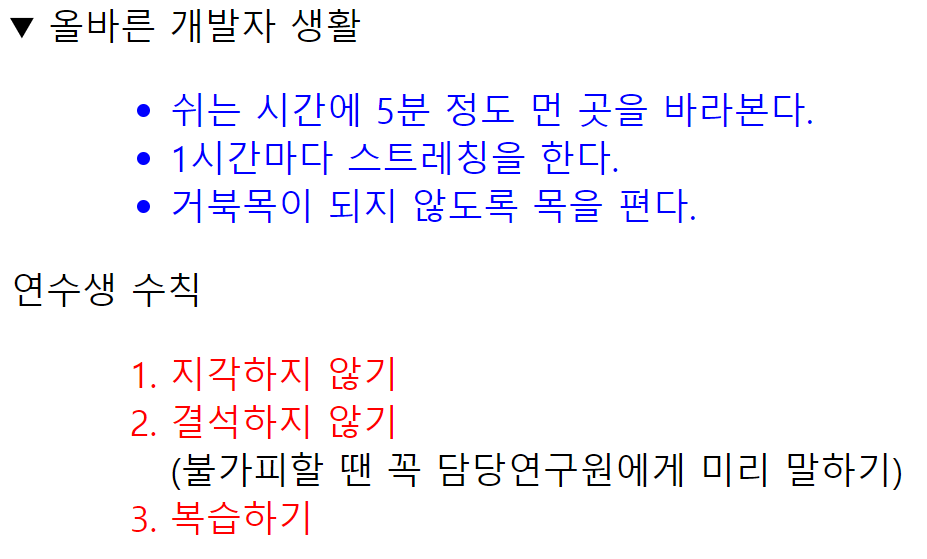 ▼ 올바른 개발자 생활
• 쉬는 시간에 5분 정도 먼 곳을 바라본다.
• 1시간마다 스트레칭을 한다.
• 거북목이 되지 않도록 목을 편다.
연수생 수칙
1. 지각하지 않기
2. 결석하지 않기
(불가피할 땐 꼭 담당연구원에게 미리 말하기)
3. 복습하기